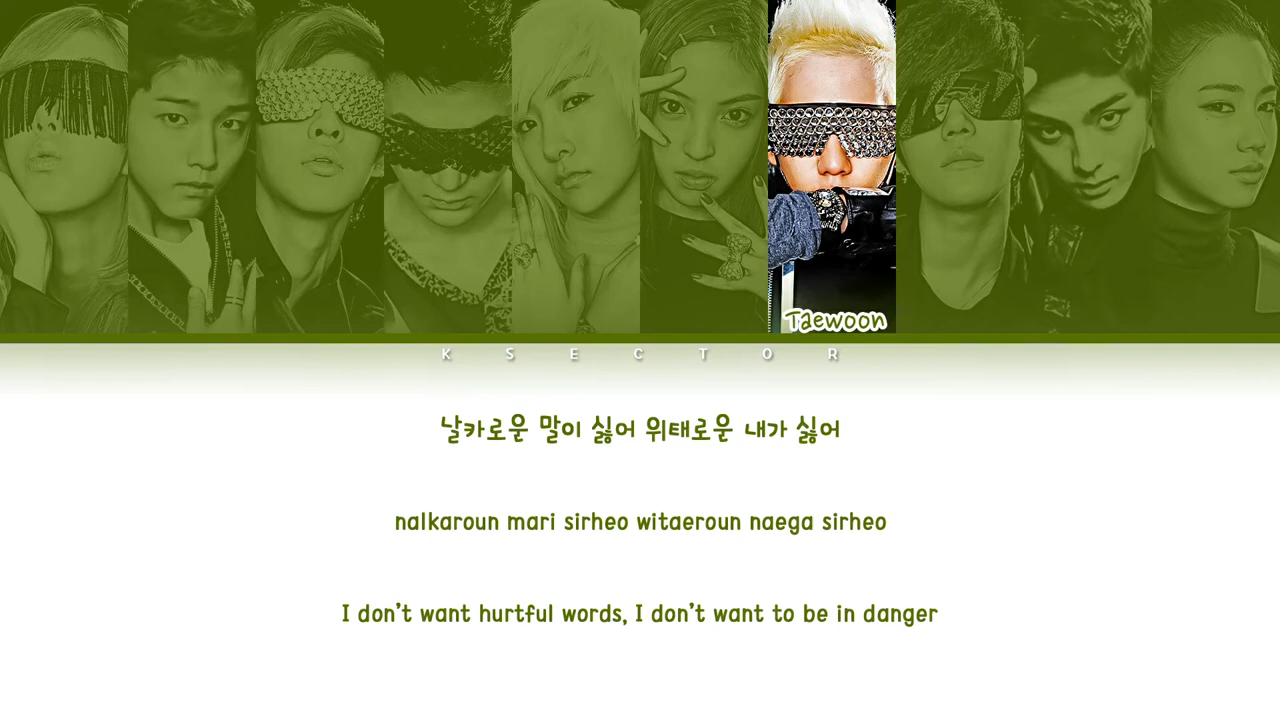 Taewoon
K S E C T O R
날카로운 말이 싫어 위태로운 내가 싫어
nalkaroun mari sirheo witaeroun naega sirheo
I don't want hurtful words, I don't want to be in danger